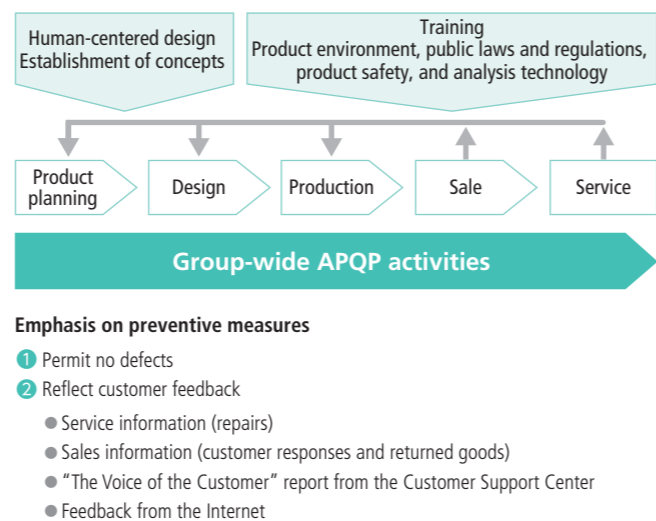 Human-centered design
Establishment of concepts
Training
Product environment, public laws and regulations,
product safety, and analysis technology
Product
planning
Design
Production
Sale
Service
Group-wide APQP activities
Emphasis on preventive measures
1 Permit no defects
2 Reflect customer feedback
● Service information (repairs)
● Sales information (customer responses and returned goods)
● “The Voice of the Customer” report from the Customer Support Center
● Feedback from the Internet